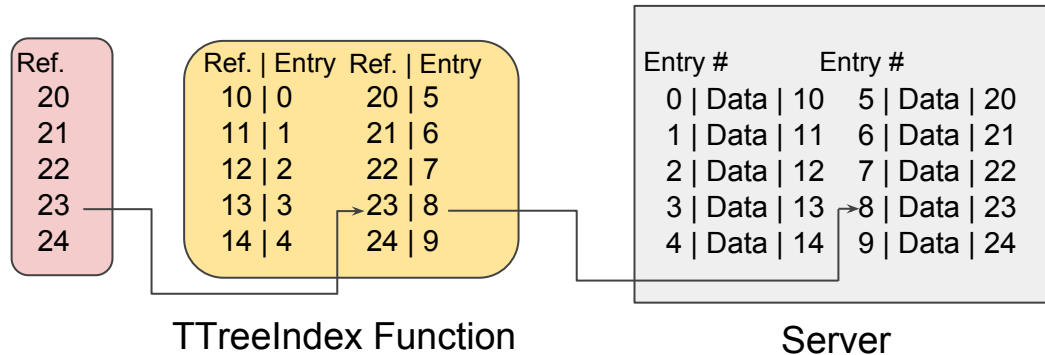 Ref.
20
21
22
23
24
Ref. | Entry Ref. | Entry
10 | 0 20 | 5
11 | 1 21 | 6
12 | 2 22 | 7
13 | 3 23 | 8
14 | 4 24 | 9
TTreeIndex Function
Entry # Entry #
0 | Data | 10 5 | Data | 20
1 | Data | 11 6 | Data | 21
2 | Data | 12 7 | Data | 22
3 | Data | 13 8 | Data | 23
4 | Data | 14 9 | Data | 24
Server